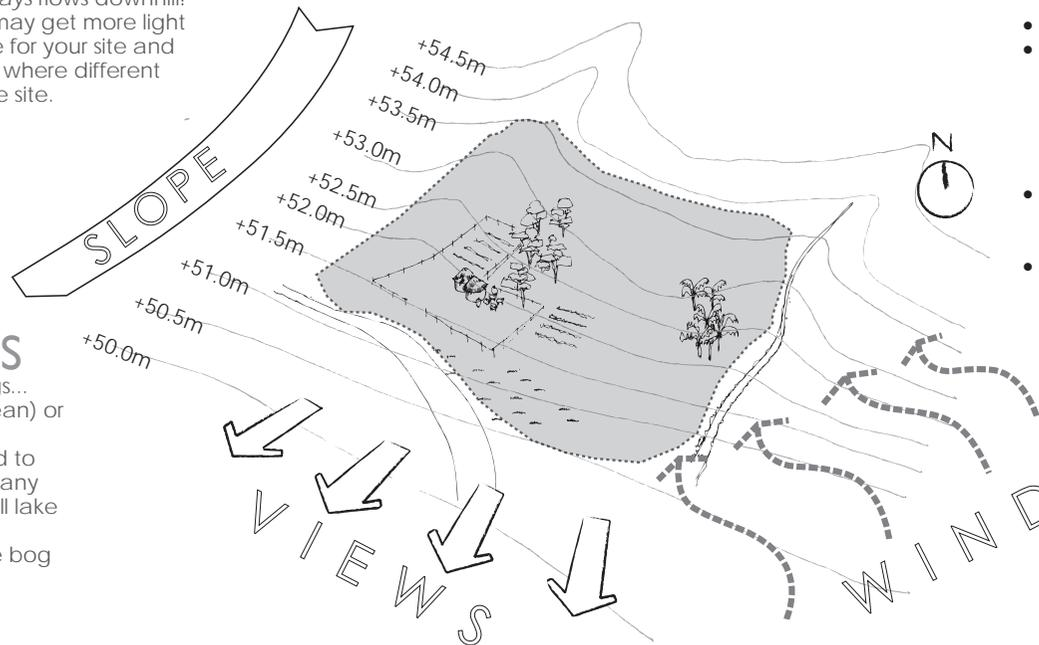 ays flows downhill!
may get more light
e for your site and
where different
e site.
SLOPE
+54.5m
+54.0m
+53.5m
+53.0m
+52.5m
+52.0m
+51.5m
+51.0m
+50.5m
+50.0m
N
S
gs...
ean) or
d to
any
ll lake
e bog
VIEWS
WIND